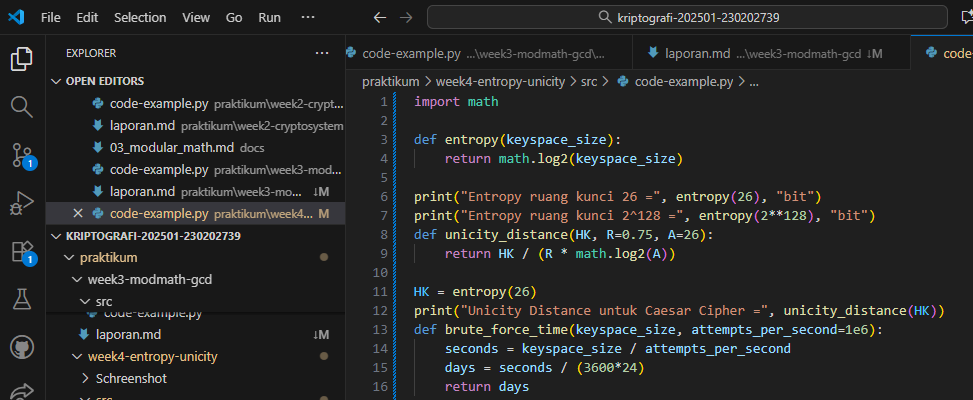 File Edit Selection View Go Run ···
kriptografi-202501-230202739
EXPLORER ···
OPEN EDITORS
code-example.py praktikum\week2-crypt...
laporan.md praktikum\week2-cryptosystem
03_modular_math.md docs
code-example.py praktikum\week3-mod...
laporan.md praktikum\week3-mo... ↓M
code-example.py praktikum\week4... M
KRIPTOGRAFI-202501-230202739
praktikum
week3-modmath-gcd
src
code-example.py
laporan.md ↓M
week4-entropy-unicity
Schreenshot
src
1
1
code-example.py ...\week3-modmath-gcd\...
laporan.md ...\week3-modmath-gcd ↓M
code-
praktikum > week4-entropy-unicity > src > code-example.py > ...
1 import math
2
3 def entropy(keyspace_size):
4 return math.log2(keyspace_size)
5
6 print("Entropy ruang kunci 26 =", entropy(26), "bit")
7 print("Entropy ruang kunci 2^128 =", entropy(2**128), "bit")
8 def unicity_distance(HK, R=0.75, A=26):
9 return HK / (R * math.log2(A))
10
11 HK = entropy(26)
12 print("Unicity Distance untuk Caesar Cipher =", unicity_distance(HK))
13 def brute_force_time(keyspace_size, attempts_per_second=1e6):
14 seconds = keyspace_size / attempts_per_second
15 days = seconds / (3600*24)
16 return days